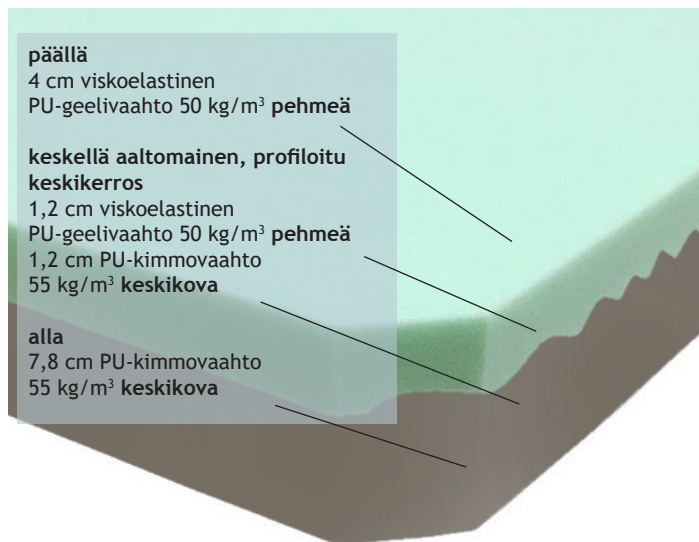 päällä
4 cm viskoelastinen
PU-geelivaahto 50 kg/m³ pehmeä
keskellä aaltomainen, profiloitu
keskikerros
1,2 cm viskoelastinen
PU-geelivaahto 50 kg/m³ pehmeä
1,2 cm PU-kimmovaahto
55 kg/m³ keskikova
alla
7,8 cm PU-kimmovaahto
55 kg/m³ keskikova